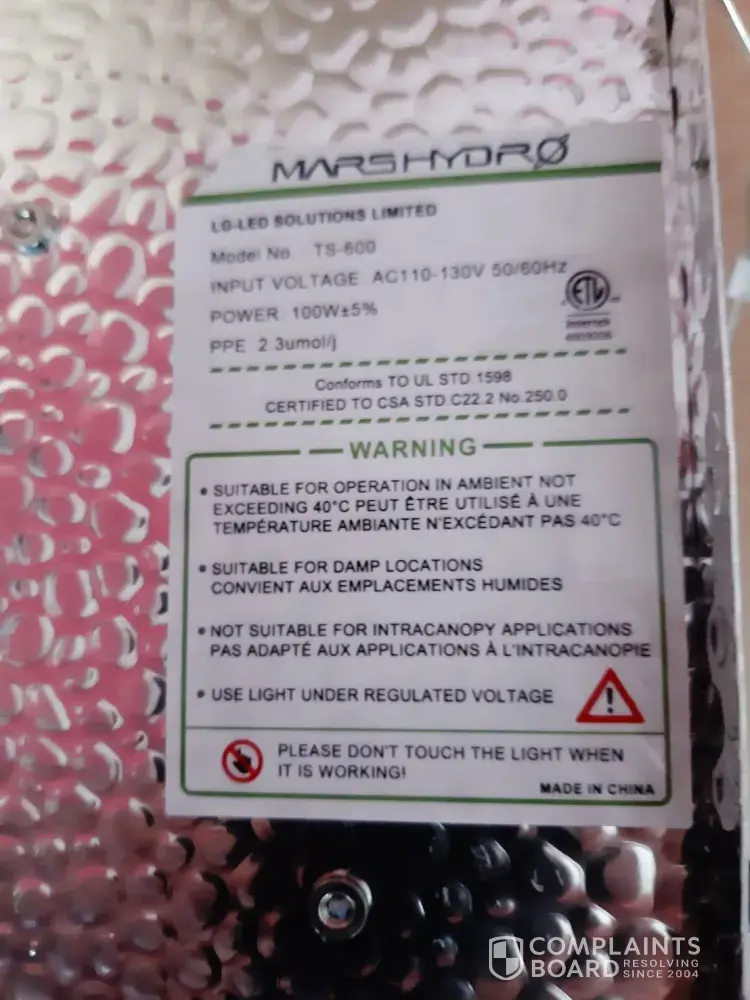 MARSHYDRØ
LG-LED SOLUTIONS LIMITED
Model No. TS-600
INPUT VOLTAGE AC110-130V 50/60Hz
POWER 100W±5%
PPE 2.3umol/j
ETL
Intertek
Conforms TO UL STD.1598
CERTIFIED TO CSA STD C22.2 No.250.0
WARNING
• SUITABLE FOR OPERATION IN AMBIENT NOT
EXCEEDING 40°C PEUT ÊTRE UTILISÉ À UNE
TEMPÉRATURE AMBIANTE N'EXCÉDANT PAS 40°C
• SUITABLE FOR DAMP LOCATIONS
CONVIENT AUX EMPLACEMENTS HUMIDES
• NOT SUITABLE FOR INTRACANOPY APPLICATIONS
PAS ADAPTÉ AUX APPLICATIONS À L'INTRACANOPIE
• USE LIGHT UNDER REGULATED VOLTAGE
!
PLEASE DON'T TOUCH THE LIGHT WHEN
IT IS WORKING!
MADE IN CHINA
COMPLAINTS
BOARD RESOLVING
SINCE 2004